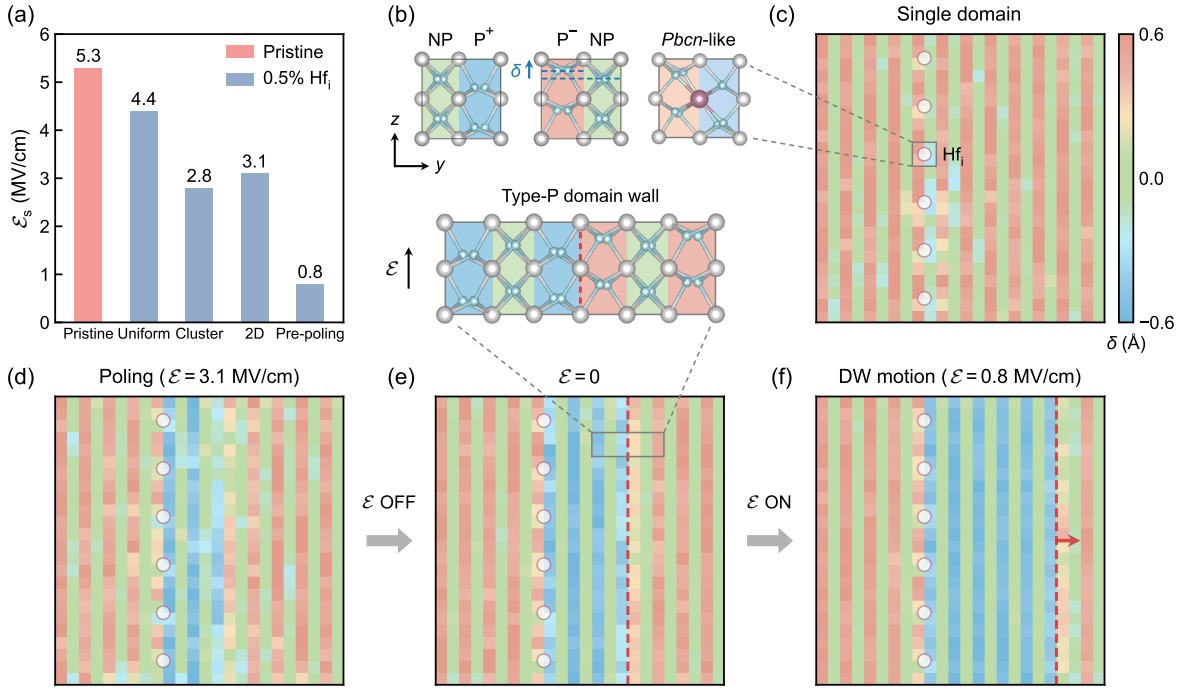 (a)
Pristine
0.5% Hfᵢ
5.3
4.4
2.8
3.1
0.8
ℰₛ (MV/cm)
6
5
4
3
2
1
0
Pristine Uniform Cluster 2D Pre-poling
(b)
NP P⁺
P⁻ NP
Pbcn-like
δ
z
y
Type-P domain wall
ℰ
(c) Single domain
Hfᵢ
0.6
0.0
−0.6
δ (Å)
(d) Poling (ℰ = 3.1 MV/cm)
ℰ OFF
(e) ℰ = 0
ℰ ON
(f) DW motion (ℰ = 0.8 MV/cm)